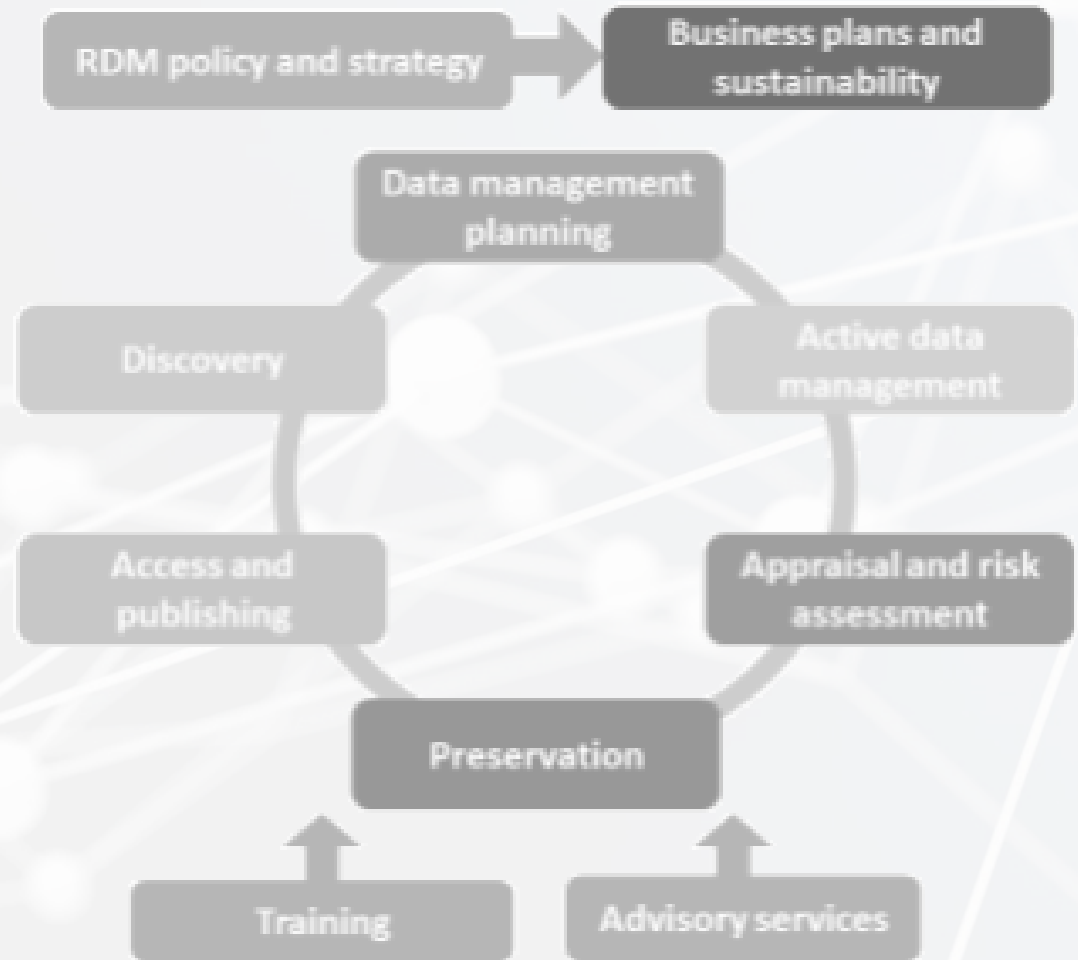 RDM policy and strategy
Business plans and
sustainability
Data management
planning
Discovery
Active data
management
Access and
publishing
Appraisal and risk
assessment
Preservation
Training
Advisory services